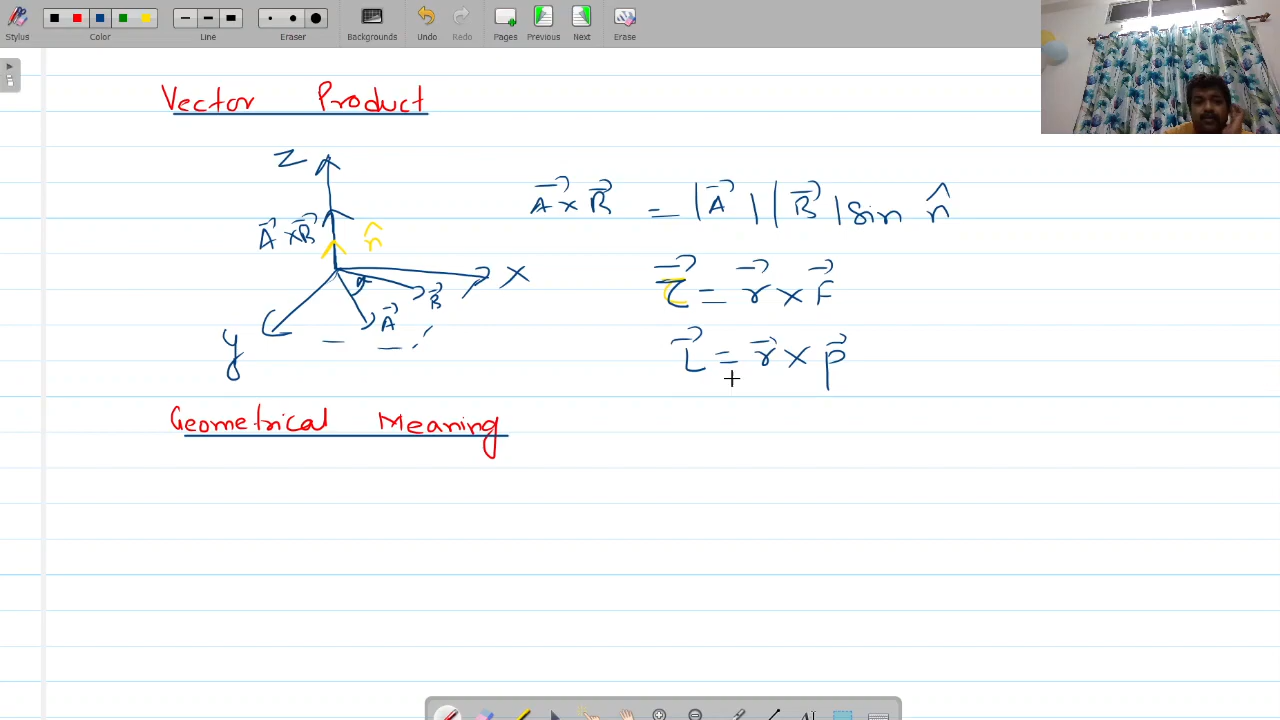 Stylus Color Line Eraser Backgrounds Undo Redo Pages Previous Next Erase
Vector Product
Z
A⃗ × B⃗ = |A⃗| |B⃗| sin n̂
A⃗ × B⃗ n̂
X
τ⃗ = r⃗ × F⃗
B⃗
A⃗
y
L⃗ = r⃗ × p⃗
Geometrical Meaning